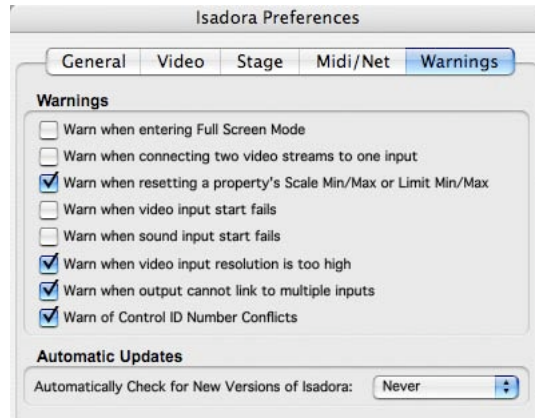 Isadora Preferences
General Video Stage Midi/Net Warnings
Warnings
Warn when entering Full Screen Mode
Warn when connecting two video streams to one input
Warn when resetting a property's Scale Min/Max or Limit Min/Max
Warn when video input start fails
Warn when sound input start fails
Warn when video input resolution is too high
Warn when output cannot link to multiple inputs
Warn of Control ID Number Conflicts
Automatic Updates
Automatically Check for New Versions of Isadora: Never